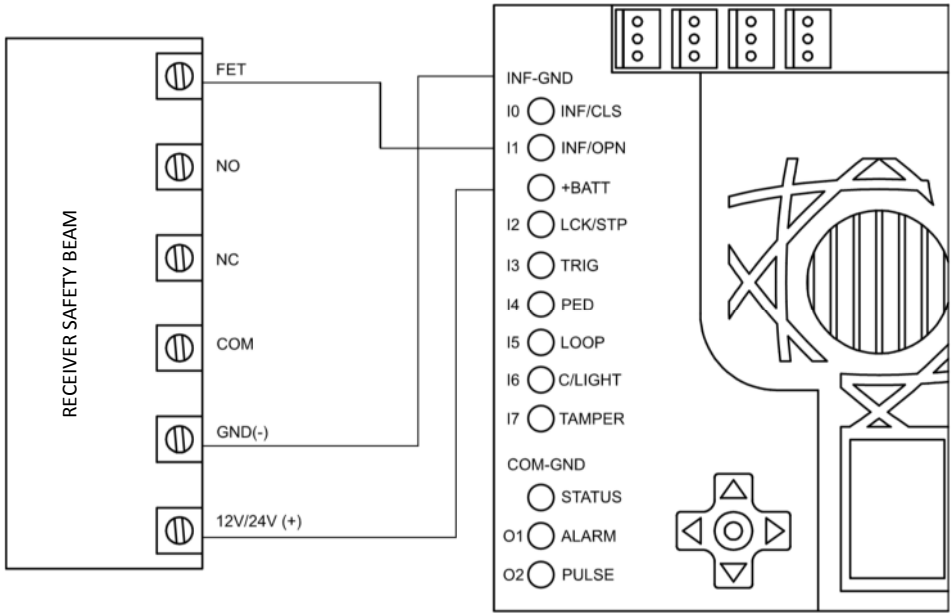 RECEIVER SAFETY BEAM
FET
NO
NC
COM
GND(-)
12V/24V (+)
INF-GND
I0 INF/CLS
I1 INF/OPN
+BATT
I2 LCK/STP
I3 TRIG
I4 PED
I5 LOOP
I6 C/LIGHT
I7 TAMPER
COM-GND
STATUS
O1 ALARM
O2 PULSE